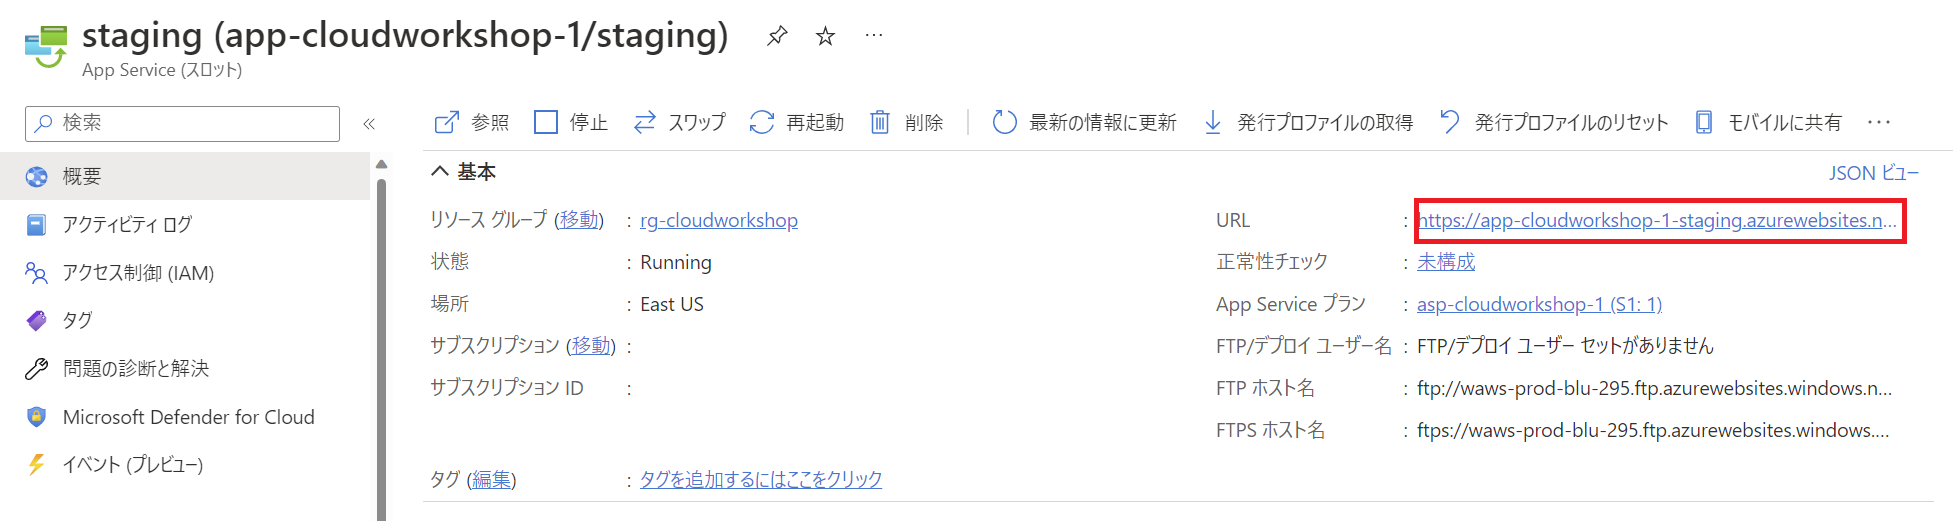 staging (app-cloudworkshop-1/staging) ···
App Service (スロット)
検索 «
参照 停止 スワップ 再起動 削除 最新の情報に更新 発行プロファイルの取得 発行プロファイルのリセット モバイルに共有 ···
概要
アクティビティ ログ
アクセス制御 (IAM)
タグ
問題の診断と解決
Microsoft Defender for Cloud
イベント (プレビュー)
基本 JSON ビュー
リソース グループ (移動) : rg-cloudworkshop
状態 : Running
場所 : East US
サブスクリプション (移動) :
サブスクリプション ID :
URL : https://app-cloudworkshop-1-staging.azurewebsites.n...
正常性チェック : 未構成
App Service プラン : asp-cloudworkshop-1 (S1: 1)
FTP/デプロイ ユーザー名 : FTP/デプロイ ユーザー セットがありません
FTP ホスト名 : ftp://waws-prod-blu-295.ftp.azurewebsites.windows.n...
FTPS ホスト名 : ftps://waws-prod-blu-295.ftp.azurewebsites.windows....
タグ (編集) : タグを追加するにはここをクリック